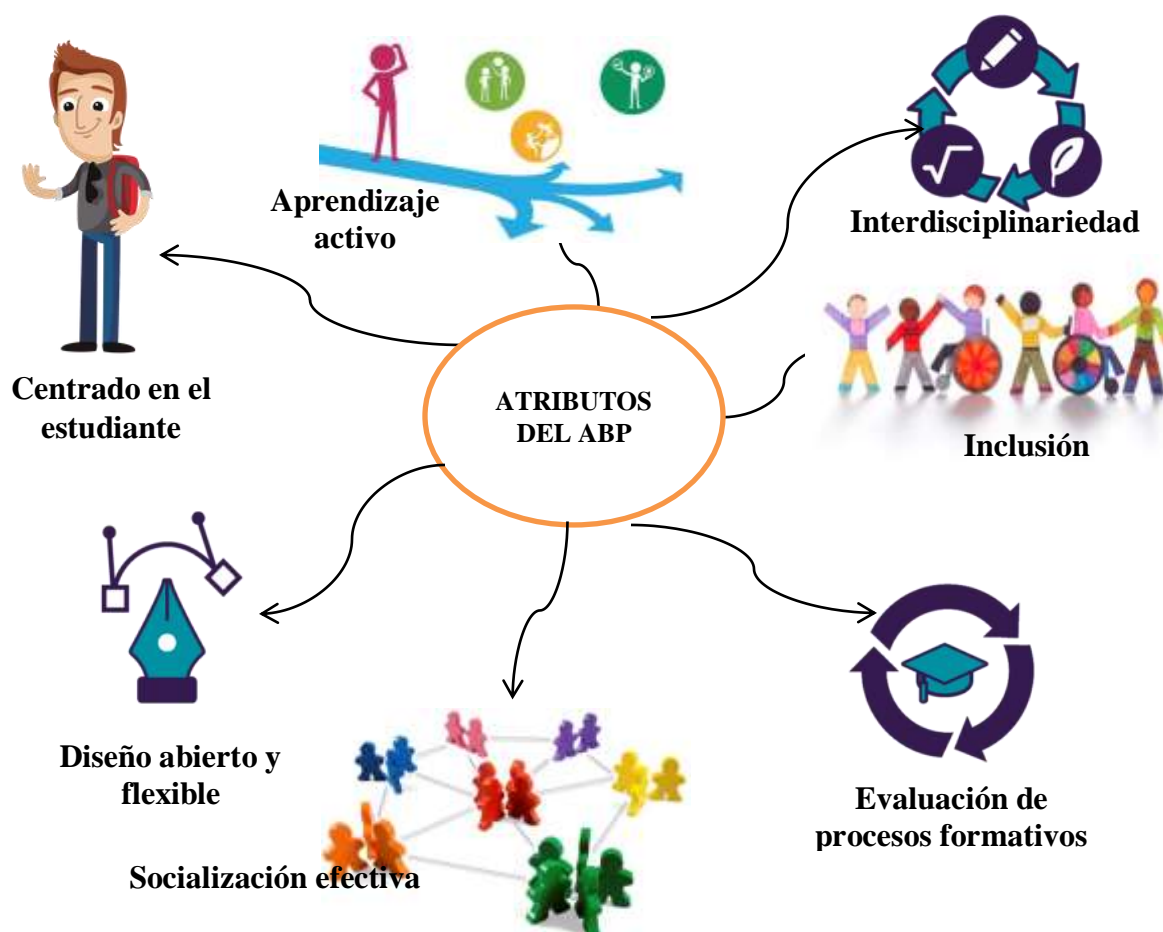 Aprendizaje
activo
Interdisciplinariedad
Centrado en el
estudiante
ATRIBUTOS
DEL ABP
Inclusión
Diseño abierto y
flexible
Evaluación de
procesos formativos
Socialización efectiva